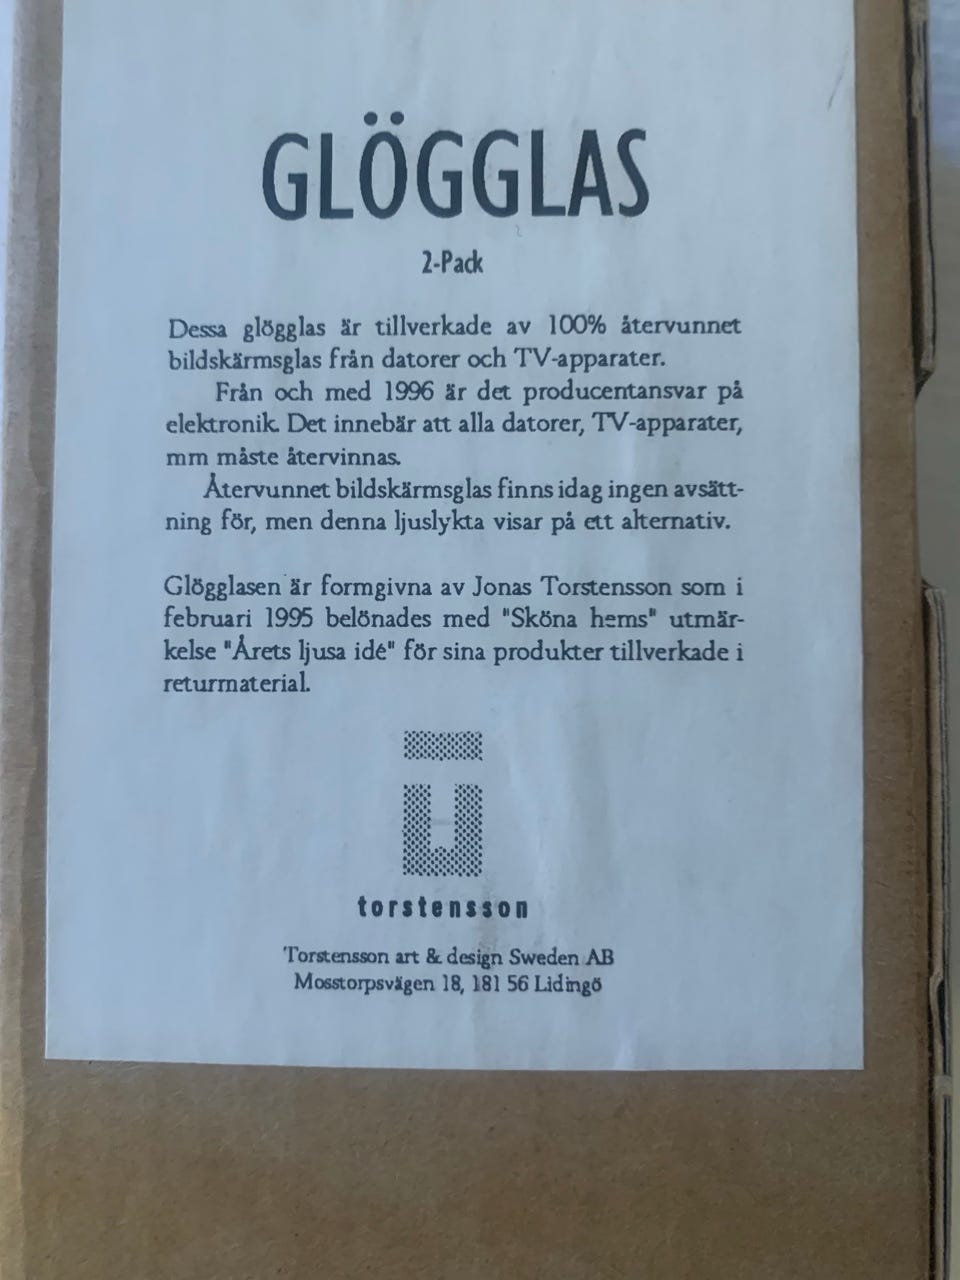 GLÖGGLAS
2-Pack
Dessa glögglas är tillverkade av 100% återvunnet
bildskärmsglas från datorer och TV-apparater.
Från och med 1996 är det producentansvar på
elektronik. Det innebär att alla datorer, TV-apparater,
mm måste återvinnas.
Återvunnet bildskärmsglas finns idag ingen avsätt-
ning för, men denna ljuslykta visar på ett alternativ.
Glögglasen är formgivna av Jonas Torstensson som i
februari 1995 belönades med "Sköna hems" utmär-
kelse "Årets ljusa idé" för sina produkter tillverkade i
returmaterial.
torstensson
Torstensson art & design Sweden AB
Mosstorpsvägen 18, 181 56 Lidingö